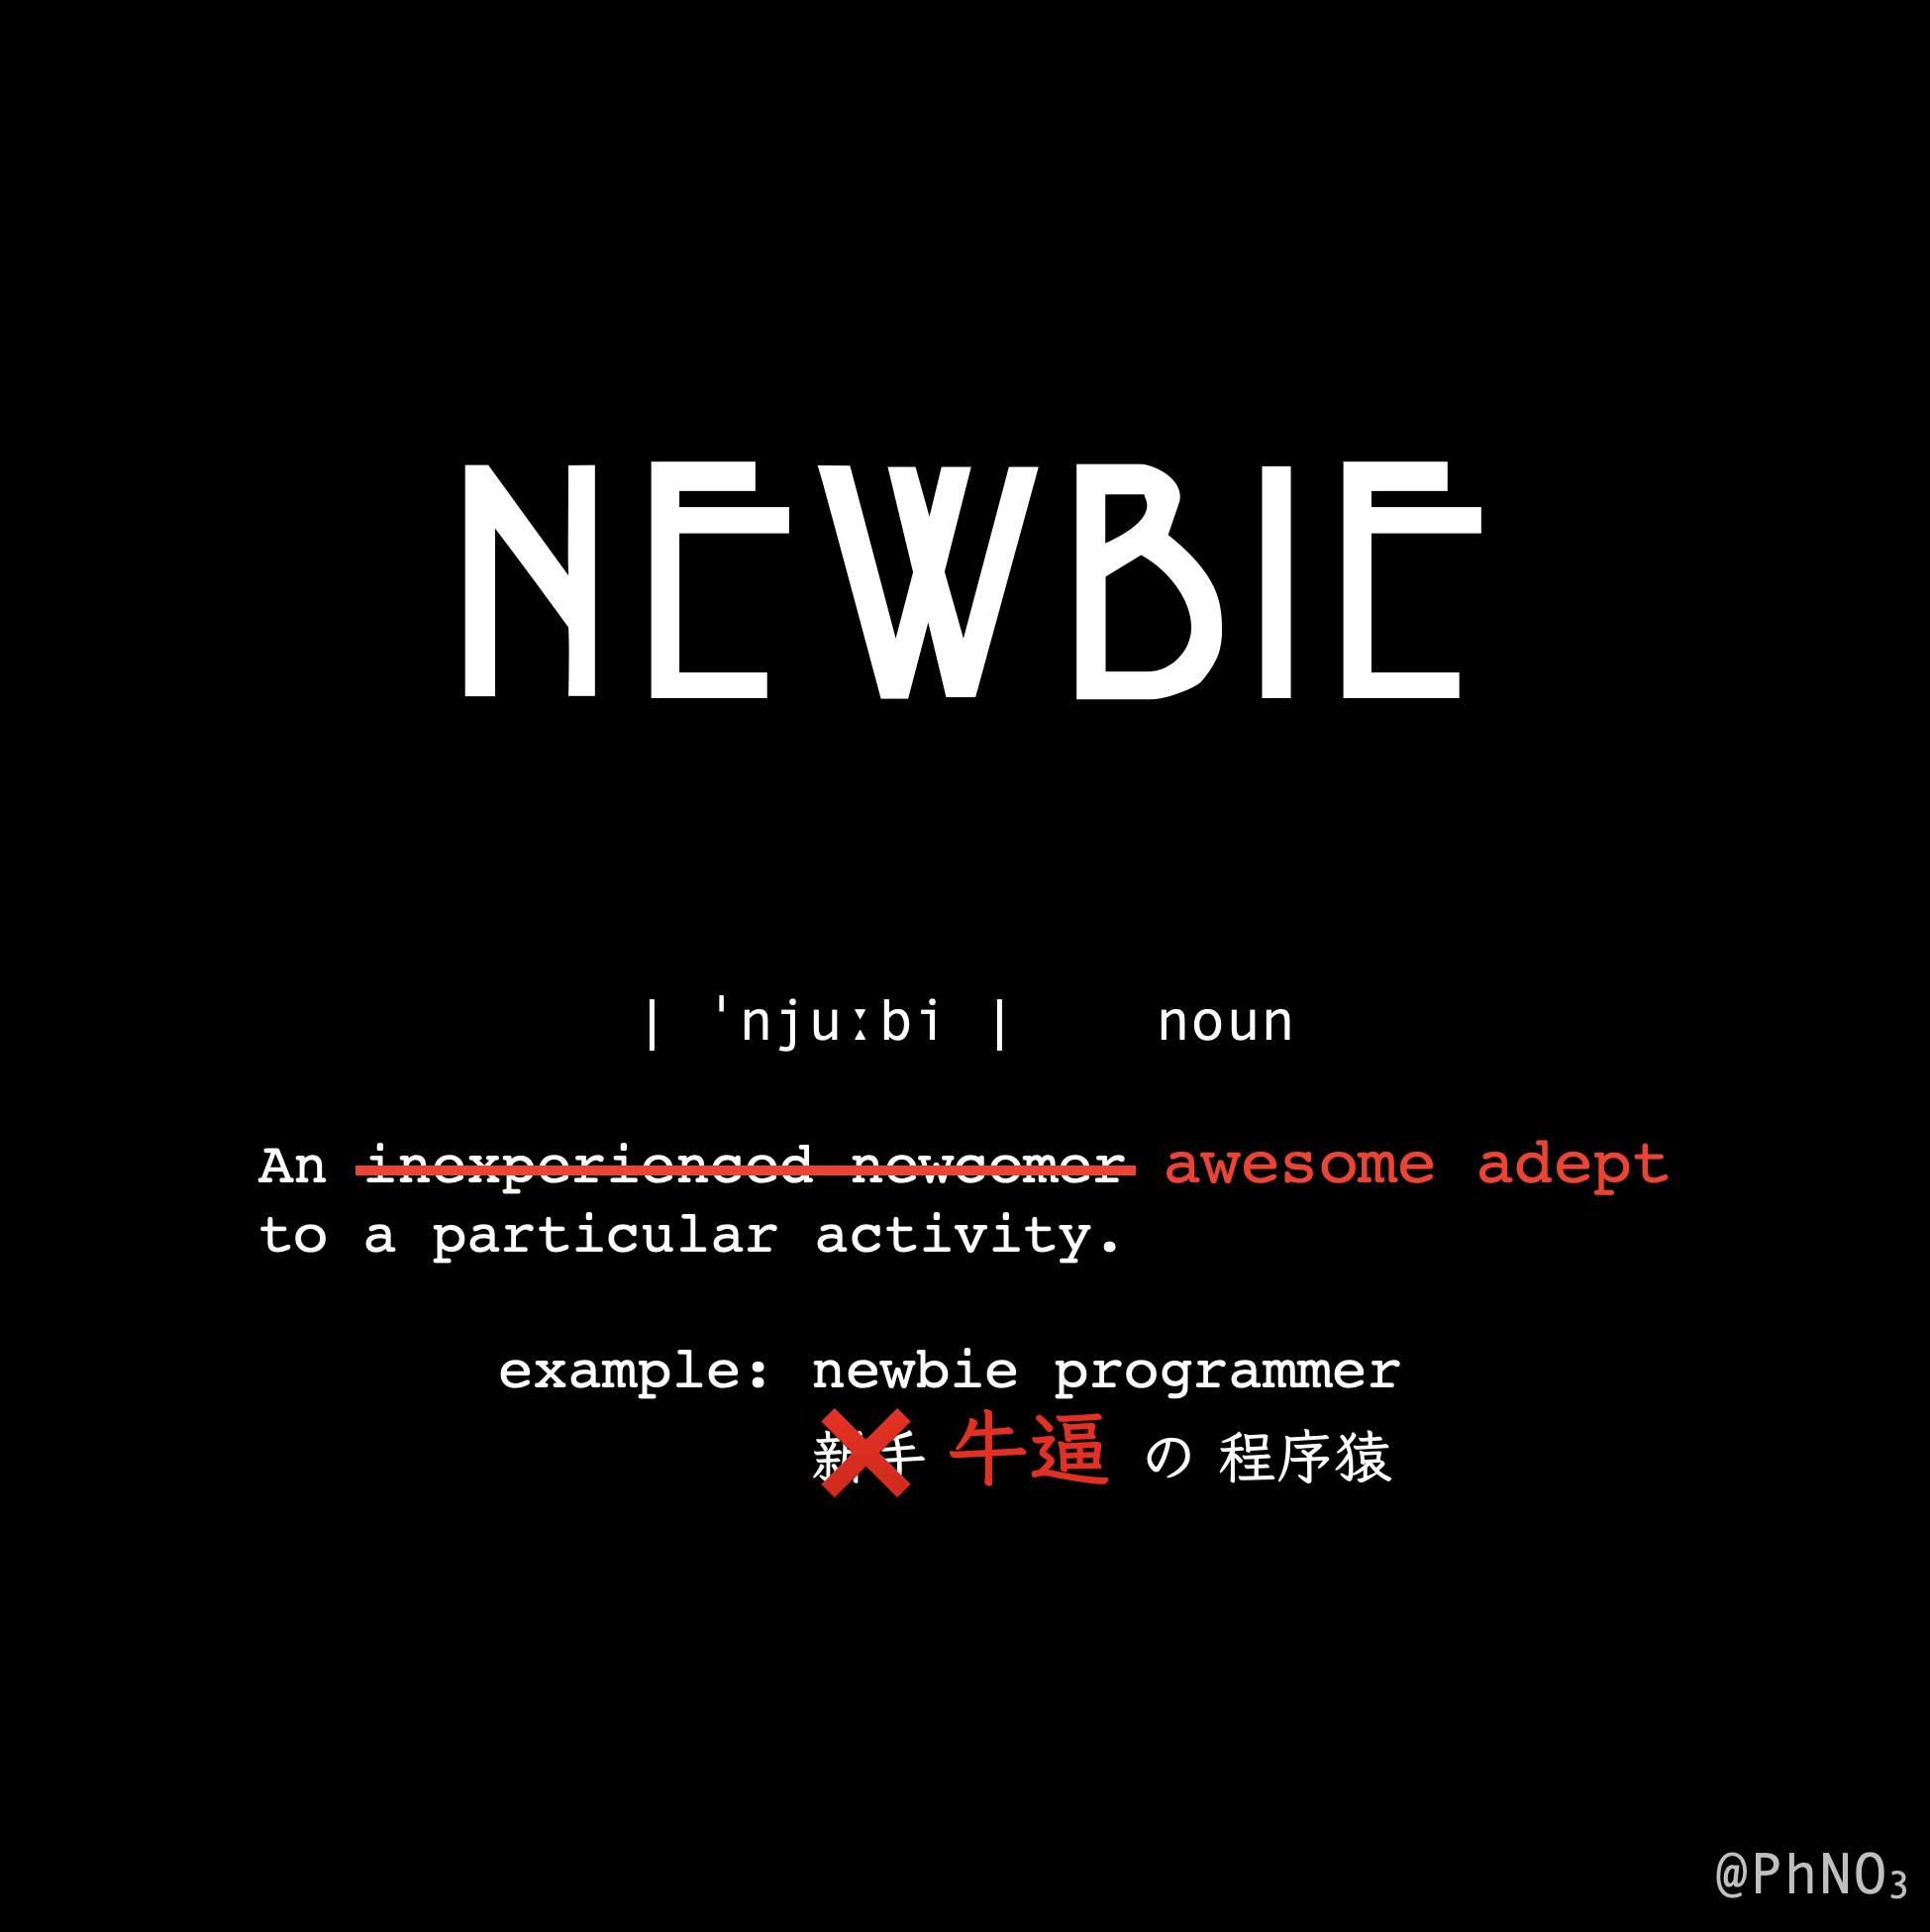 NEWBIE
| ˈnjuːbi | noun
An inexperienced newcomer awesome adept
to a particular activity.
example: newbie programmer
新手 牛逼 の 程序猿
@PhNO₃